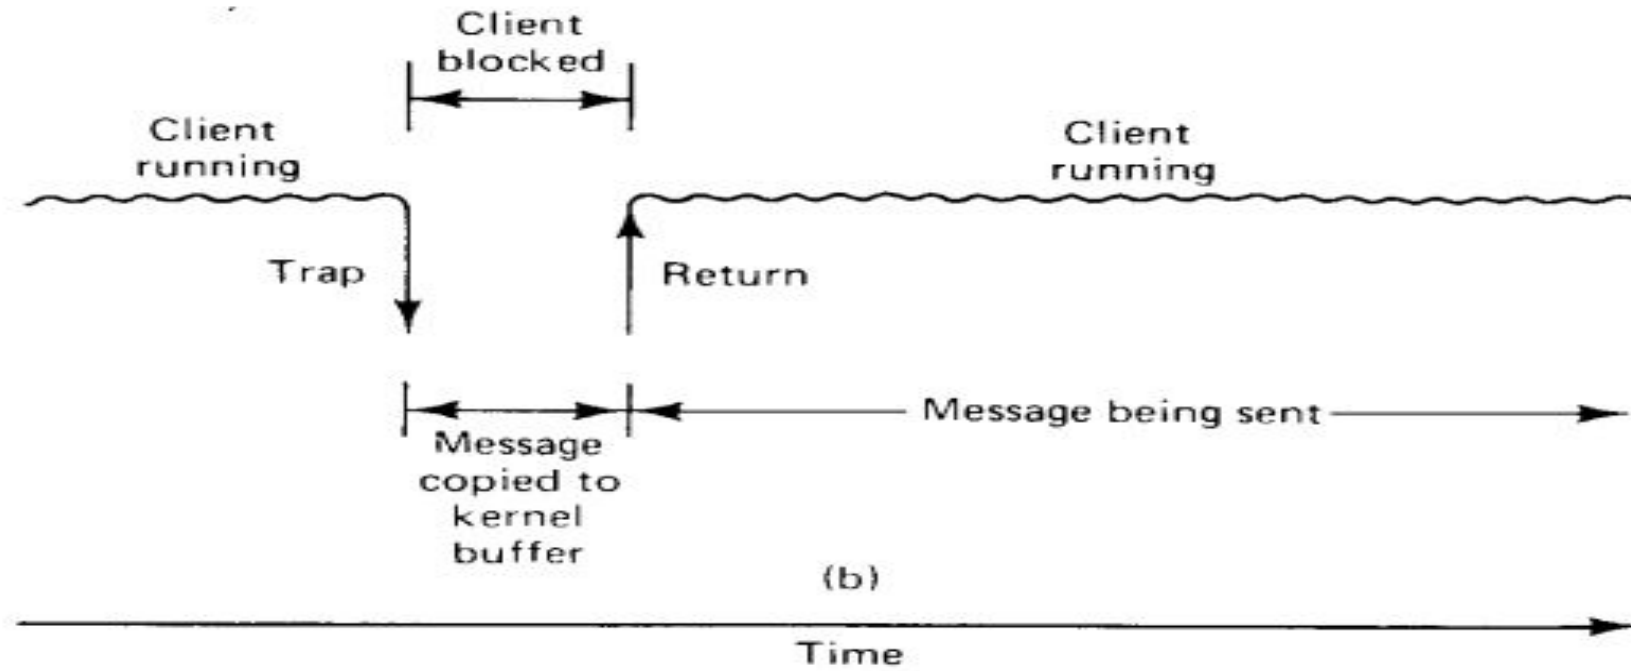 Client
blocked
Client
running
Client
running
Trap
Return
Message being sent
Message
copied to
kernel
buffer
(b)
Time